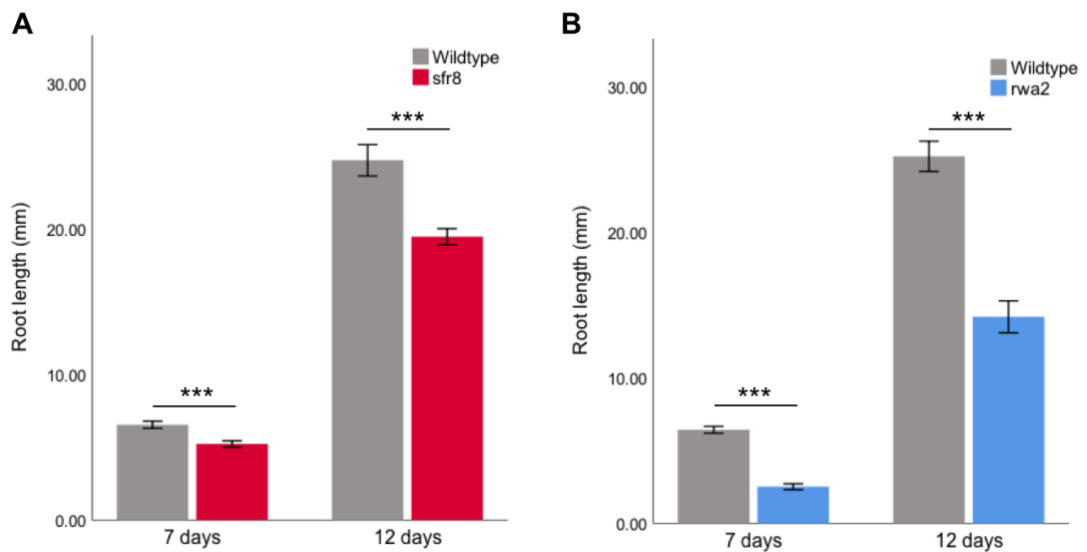 A
Wildtype
sfr8
30.00
20.00
10.00
0.00
Root length (mm)
***
***
7 days
12 days
B
Wildtype
rwa2
30.00
20.00
10.00
0.00
Root length (mm)
***
***
7 days
12 days